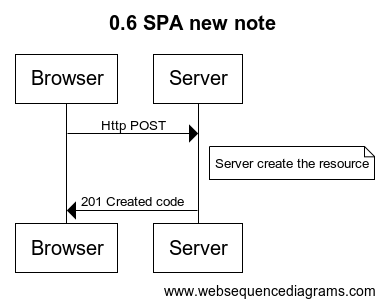 0.6 SPA new note
Browser
Server
Http POST
Server create the resource
201 Created code
Browser
Server
www.websequencediagrams.com